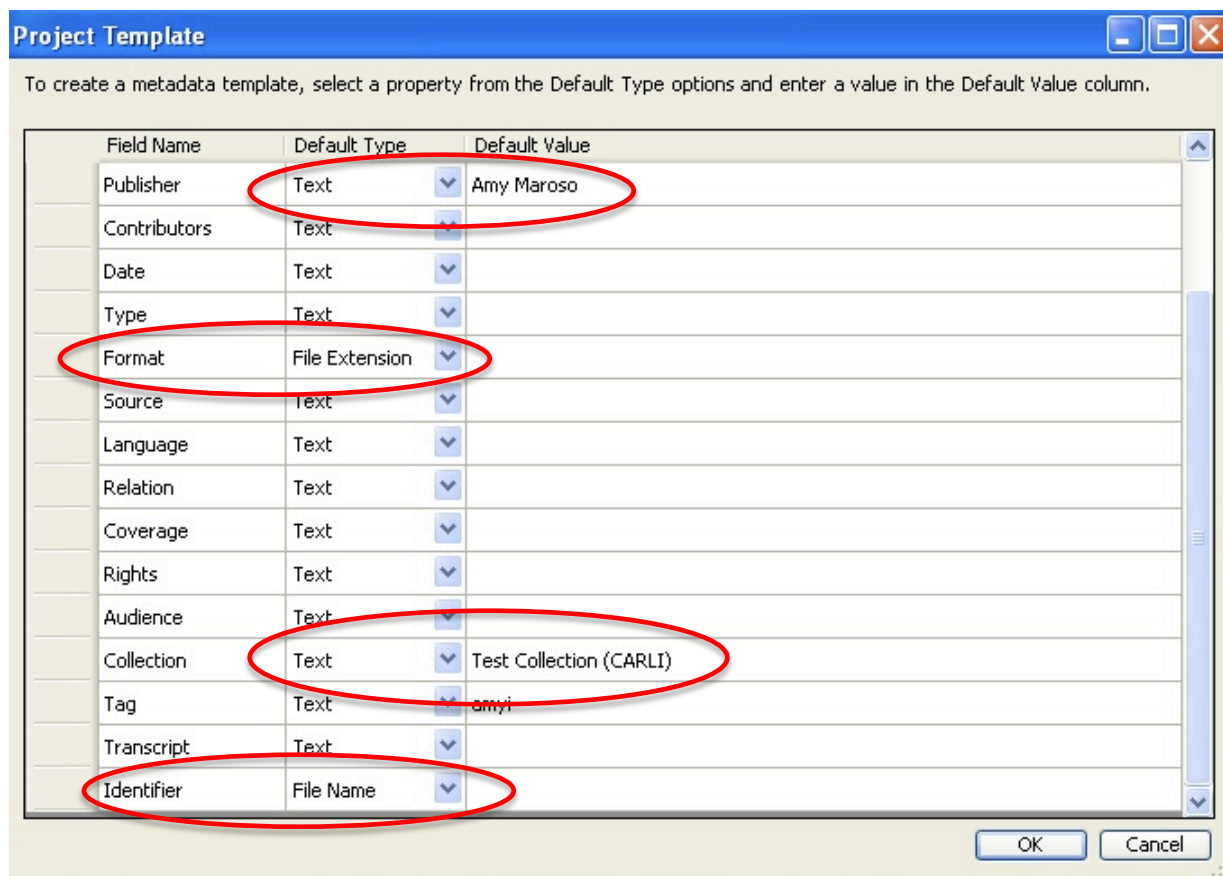 Project Template
To create a metadata template, select a property from the Default Type options and enter a value in the Default Value column.
Field Name Default Type Default Value
Publisher Text Amy Maroso
Contributors Text
Date Text
Type Text
Format File Extension
Source Text
Language Text
Relation Text
Coverage Text
Rights Text
Audience Text
Collection Text Test Collection (CARLI)
Tag Text amyi
Transcript Text
Identifier File Name
OK Cancel